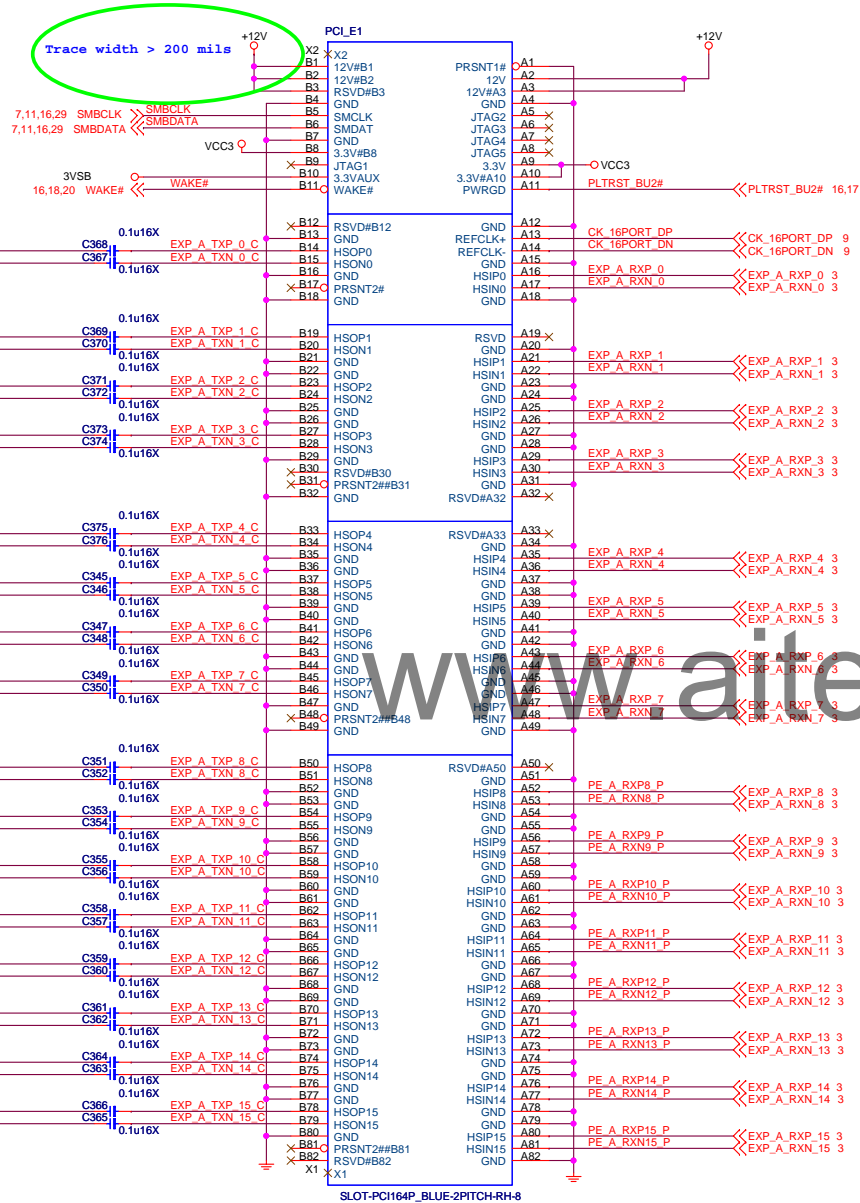 PCI_E1
+12V
+12V
Trace width > 200 mils
X2 X2
B1 12V#B1 PRSNT1# A1
B2 12V#B2 12V A2
B3 RSVD#B3 12V#A3 A3
B4 GND GND A4
7,11,16,29 SMBCLK SMBCLK B5 SMCLK JTAG2 A5
7,11,16,29 SMBDATA SMBDATA B6 SMDAT JTAG3 A6
B7 GND JTAG4 A7
VCC3 B8 3.3V#B8 JTAG5 A8
B9 JTAG1 3.3V A9 VCC3
3VSB B10 3.3VAUX 3.3V#A10 A10
16,18,20 WAKE# WAKE# B11 WAKE# PWRGD A11 PLTRST_BU2# PLTRST_BU2# 16,17
B12 RSVD#B12 GND A12
0.1u16X B13 GND REFCLK+ A13 CK_16PORT_DP CK_16PORT_DP 9
C368 EXP_A_TXP_0_C B14 HSOP0 REFCLK- A14 CK_16PORT_DN CK_16PORT_DN 9
C367 EXP_A_TXN_0_C B15 HSON0 GND A15
0.1u16X B16 GND HSIP0 A16 EXP_A_RXP_0 EXP_A_RXP_0 3
B17 PRSNT2# HSIN0 A17 EXP_A_RXN_0 EXP_A_RXN_0 3
B18 GND GND A18
0.1u16X
C369 EXP_A_TXP_1_C B19 HSOP1 RSVD A19
C370 EXP_A_TXN_1_C B20 HSON1 GND A20
0.1u16X B21 GND HSIP1 A21 EXP_A_RXP_1 EXP_A_RXP_1 3
0.1u16X B22 GND HSIN1 A22 EXP_A_RXN_1 EXP_A_RXN_1 3
C371 EXP_A_TXP_2_C B23 HSOP2 GND A23
C372 EXP_A_TXN_2_C B24 HSON2 GND A24
0.1u16X B25 GND HSIP2 A25 EXP_A_RXP_2 EXP_A_RXP_2 3
0.1u16X B26 GND HSIN2 A26 EXP_A_RXN_2 EXP_A_RXN_2 3
C373 EXP_A_TXP_3_C B27 HSOP3 GND A27
C374 EXP_A_TXN_3_C B28 HSON3 GND A28
0.1u16X B29 GND HSIP3 A29 EXP_A_RXP_3 EXP_A_RXP_3 3
B30 RSVD#B30 HSIN3 A30 EXP_A_RXN_3 EXP_A_RXN_3 3
B31 PRSNT2##B31 GND A31
B32 GND RSVD#A32 A32
0.1u16X
C375 EXP_A_TXP_4_C B33 HSOP4 RSVD#A33 A33
C376 EXP_A_TXN_4_C B34 HSON4 GND A34
0.1u16X B35 GND HSIP4 A35 EXP_A_RXP_4 EXP_A_RXP_4 3
0.1u16X B36 GND HSIN4 A36 EXP_A_RXN_4 EXP_A_RXN_4 3
C345 EXP_A_TXP_5_C B37 HSOP5 GND A37
C346 EXP_A_TXN_5_C B38 HSON5 GND A38
0.1u16X B39 GND HSIP5 A39 EXP_A_RXP_5 EXP_A_RXP_5 3
0.1u16X B40 GND HSIN5 A40 EXP_A_RXN_5 EXP_A_RXN_5 3
C347 EXP_A_TXP_6_C B41 HSOP6 GND A41
C348 EXP_A_TXN_6_C B42 HSON6 GND A42
0.1u16X B43 GND HSIP6 A43 EXP_A_RXP_6 EXP_A_RXP_6 3
0.1u16X B44 GND HSIN6 A44 EXP_A_RXN_6 EXP_A_RXN_6 3
C349 EXP_A_TXP_7_C B45 HSOP7 GND A45
C350 EXP_A_TXN_7_C B46 HSON7 GND A46
0.1u16X B47 GND HSIP7 A47 EXP_A_RXP_7 EXP_A_RXP_7 3
B48 PRSNT2##B48 HSIN7 A48 EXP_A_RXN_7 EXP_A_RXN_7 3
B49 GND GND A49
www.aite
0.1u16X
C351 EXP_A_TXP_8_C B50 HSOP8 RSVD#A50 A50
C352 EXP_A_TXN_8_C B51 HSON8 GND A51
0.1u16X B52 GND HSIP8 A52 PE_A_RXP8_P EXP_A_RXP_8 3
0.1u16X B53 GND HSIN8 A53 PE_A_RXN8_P EXP_A_RXN_8 3
C353 EXP_A_TXP_9_C B54 HSOP9 GND A54
C354 EXP_A_TXN_9_C B55 HSON9 GND A55
0.1u16X B56 GND HSIP9 A56 PE_A_RXP9_P EXP_A_RXP_9 3
0.1u16X B57 GND HSIN9 A57 PE_A_RXN9_P EXP_A_RXN_9 3
C355 EXP_A_TXP_10_C B58 HSOP10 GND A58
C356 EXP_A_TXN_10_C B59 HSON10 GND A59
0.1u16X B60 GND HSIP10 A60 PE_A_RXP10_P EXP_A_RXP_10 3
0.1u16X B61 GND HSIN10 A61 PE_A_RXN10_P EXP_A_RXN_10 3
C358 EXP_A_TXP_11_C B62 HSOP11 GND A62
C357 EXP_A_TXN_11_C B63 HSON11 GND A63
0.1u16X B64 GND HSIP11 A64 PE_A_RXP11_P EXP_A_RXP_11 3
0.1u16X B65 GND HSIN11 A65 PE_A_RXN11_P EXP_A_RXN_11 3
C359 EXP_A_TXP_12_C B66 HSOP12 GND A66
C360 EXP_A_TXN_12_C B67 HSON12 GND A67
0.1u16X B68 GND HSIP12 A68 PE_A_RXP12_P EXP_A_RXP_12 3
0.1u16X B69 GND HSIN12 A69 PE_A_RXN12_P EXP_A_RXN_12 3
C361 EXP_A_TXP_13_C B70 HSOP13 GND A70
C362 EXP_A_TXN_13_C B71 HSON13 GND A71
0.1u16X B72 GND HSIP13 A72 PE_A_RXP13_P EXP_A_RXP_13 3
0.1u16X B73 GND HSIN13 A73 PE_A_RXN13_P EXP_A_RXN_13 3
C364 EXP_A_TXP_14_C B74 HSOP14 GND A74
C363 EXP_A_TXN_14_C B75 HSON14 GND A75
0.1u16X B76 GND HSIP14 A76 PE_A_RXP14_P EXP_A_RXP_14 3
0.1u16X B77 GND HSIN14 A77 PE_A_RXN14_P EXP_A_RXN_14 3
C366 EXP_A_TXP_15_C B78 HSOP15 GND A78
C365 EXP_A_TXN_15_C B79 HSON15 GND A79
0.1u16X B80 GND HSIP15 A80 PE_A_RXP15_P EXP_A_RXP_15 3
B81 PRSNT2##B81 HSIN15 A81 PE_A_RXN15_P EXP_A_RXN_15 3
B82 RSVD#B82 GND A82
X1 X1
SLOT-PCI164P_BLUE-2PITCH-RH-8